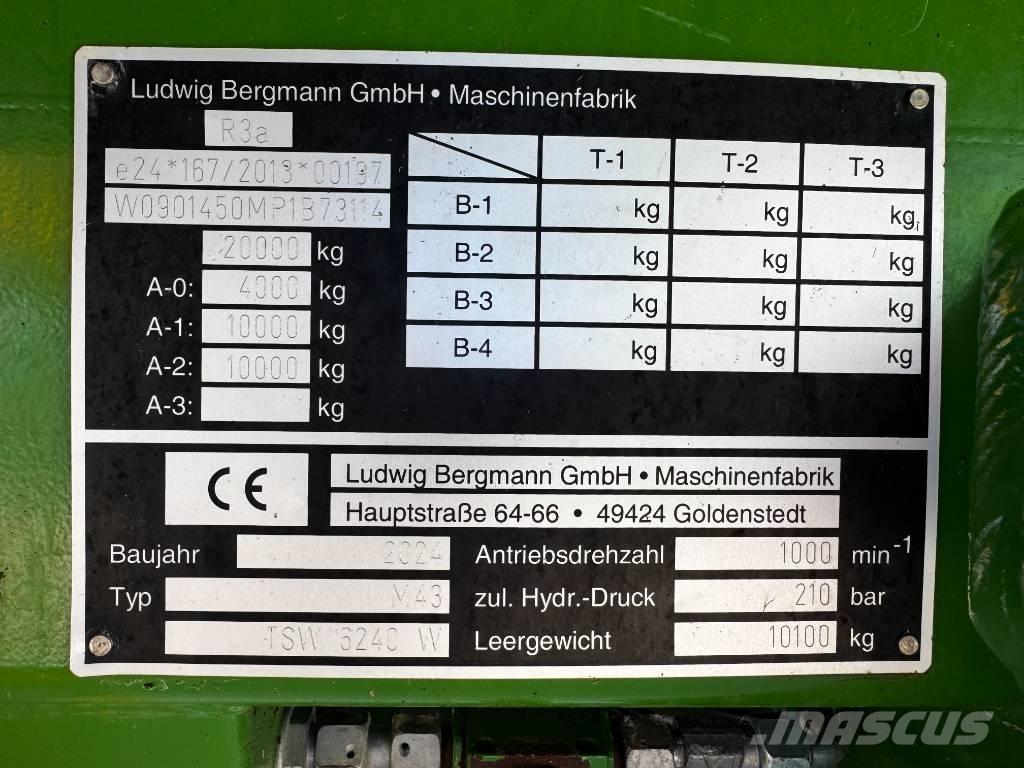 Ludwig Bergmann GmbH • Maschinenfabrik
R3a
e24*167/2013*00197
W0901450MP1B73114
20000 kg
A-0: 4000 kg
A-1: 10000 kg
A-2: 10000 kg
A-3: kg
T-1 T-2 T-3
B-1 kg kg kg
B-2 kg kg kg
B-3 kg kg kg
B-4 kg kg kg
CE
Ludwig Bergmann GmbH • Maschinenfabrik
Hauptstraße 64-66 • 49424 Goldenstedt
Baujahr 2024
Typ M43
TSW 6240 W
Antriebsdrehzahl 1000 min⁻¹
zul. Hydr.-Druck 210 bar
Leergewicht 10100 kg
MASCUS